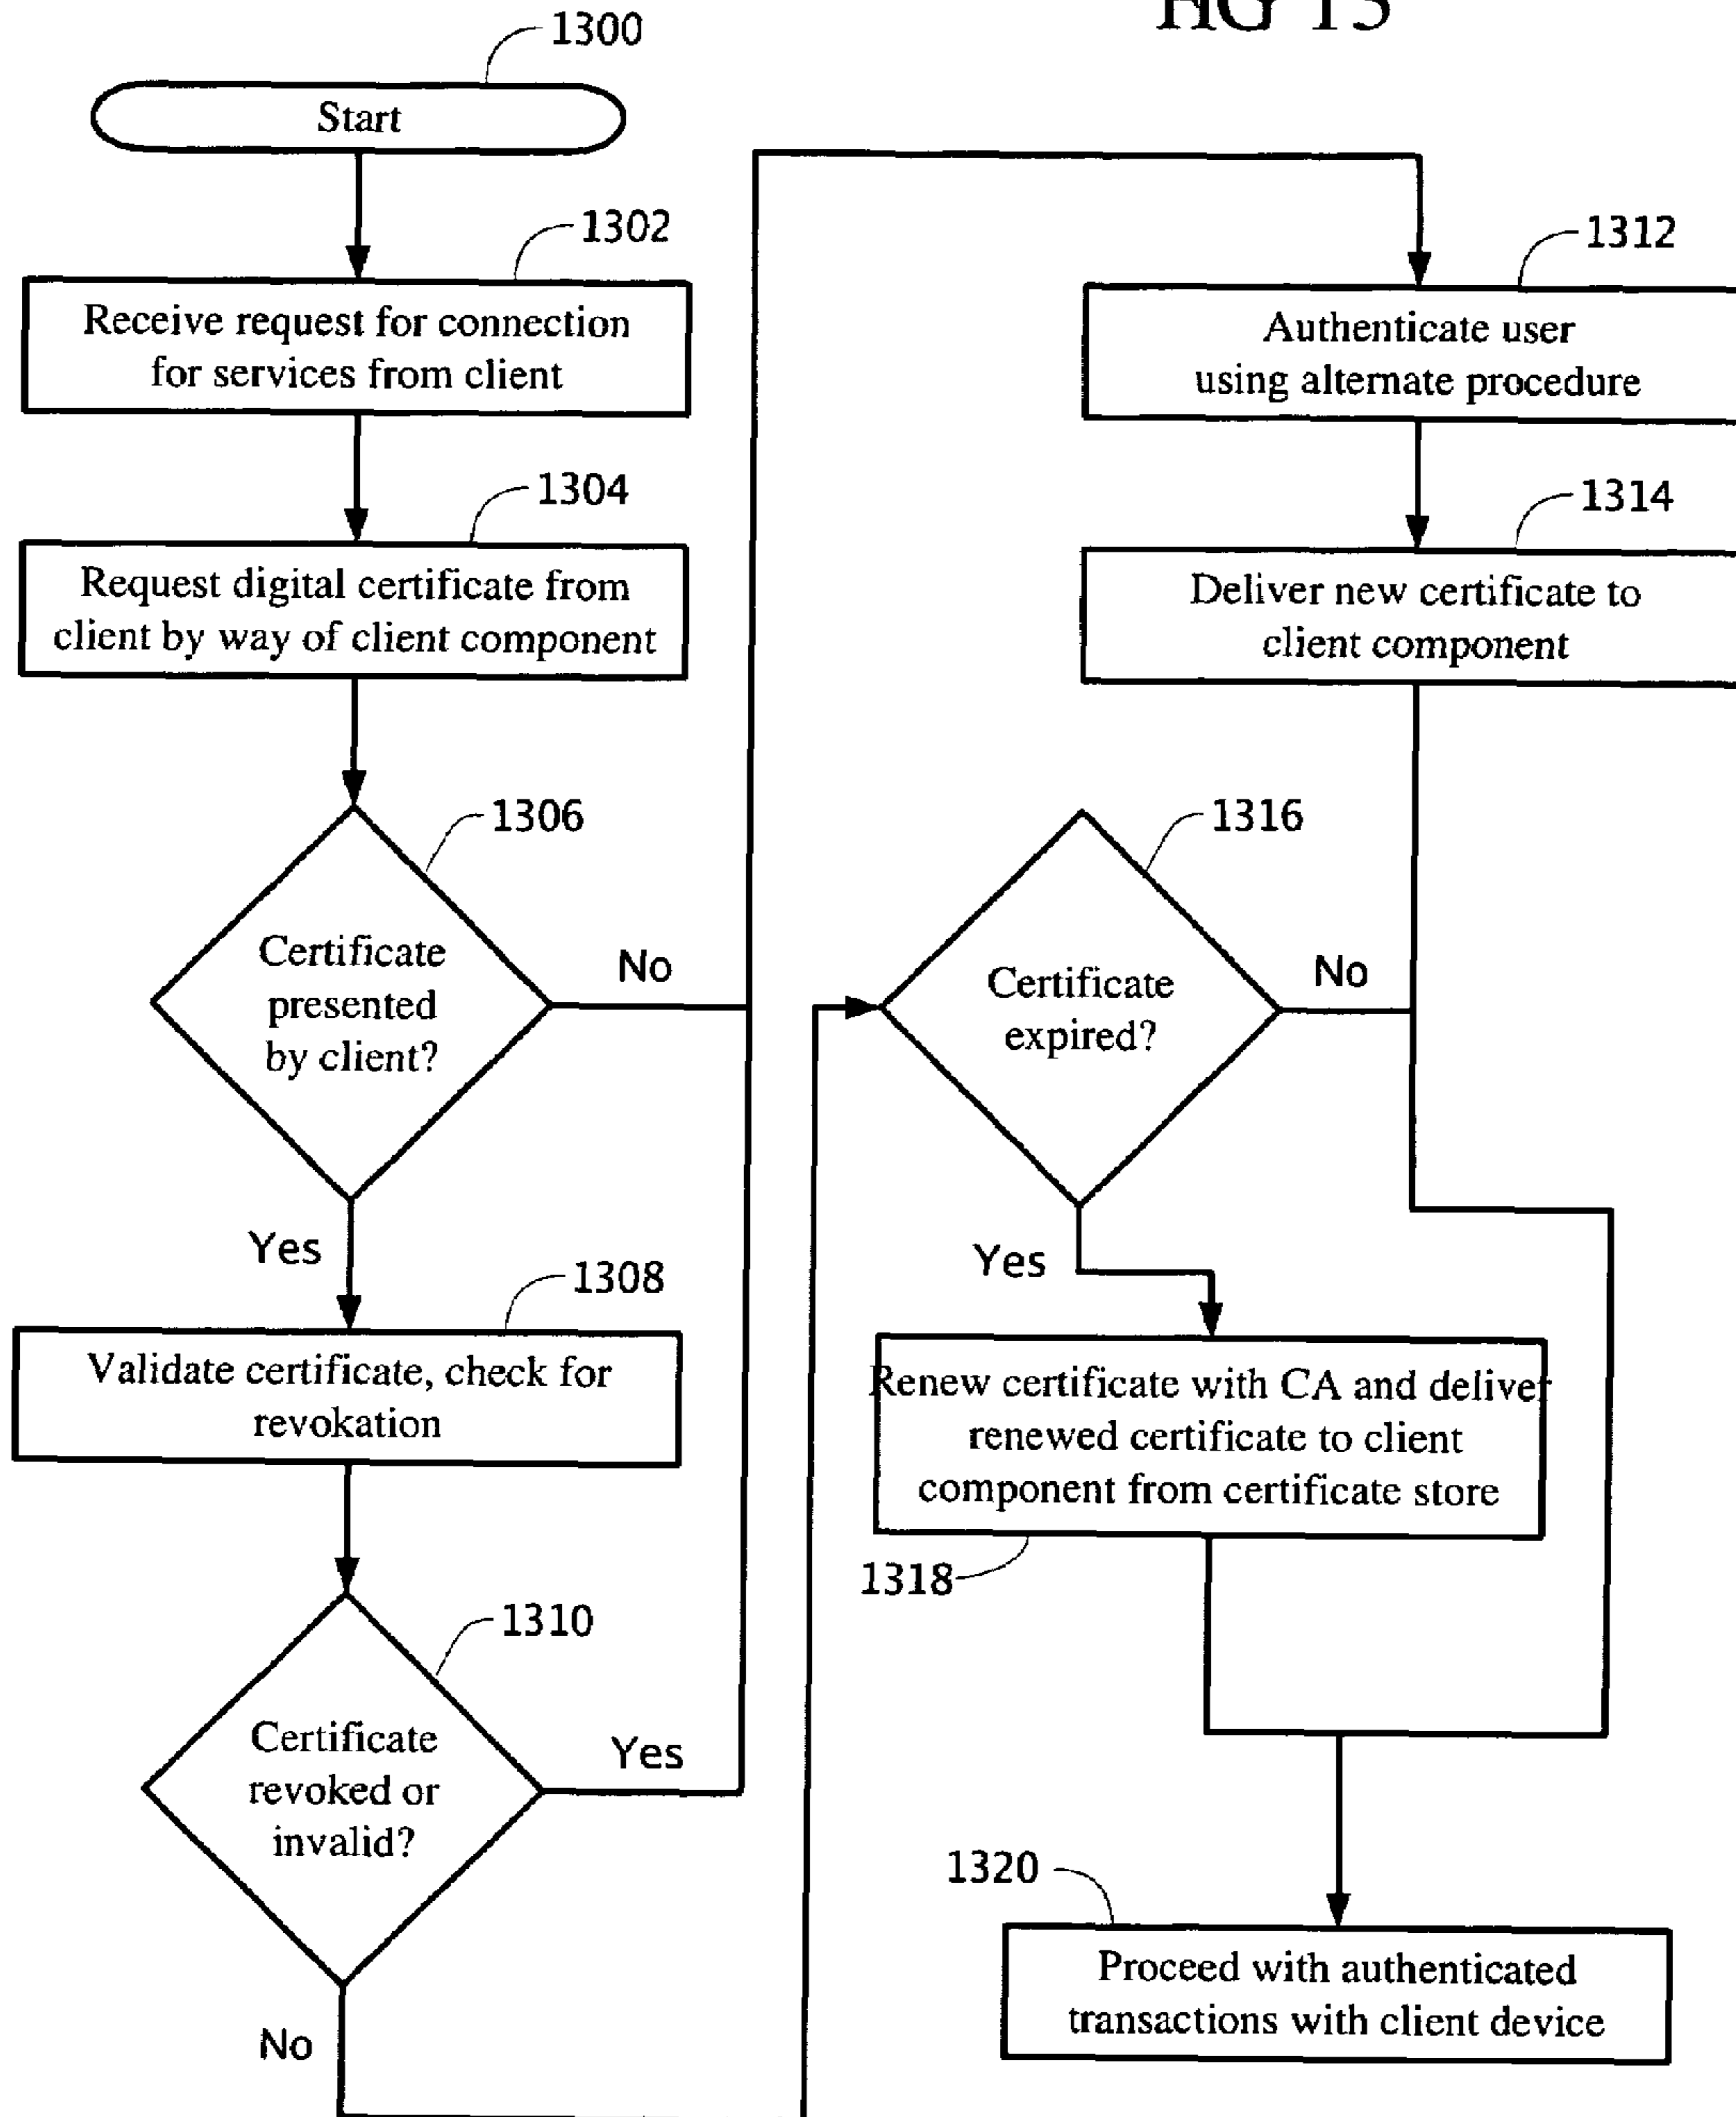 FIG 13
1300
Start
1302
Receive request for connection
for services from client
1304
Request digital certificate from
client by way of client component
1306
Certificate
presented
by client?
No
Yes
1308
Validate certificate, check for
revokation
1310
Certificate
revoked or
invalid?
Yes
No
1312
Authenticate user
using alternate procedure
1314
Deliver new certificate to
client component
1316
Certificate
expired?
No
Yes
Renew certificate with CA and deliver
renewed certificate to client
component from certificate store
1318
1320
Proceed with authenticated
transactions with client device